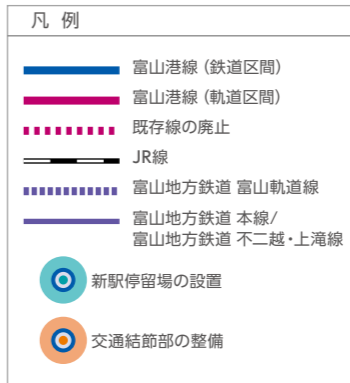 凡 例
富山港線（鉄道区間）
富山港線（軌道区間）
既存線の廃止
JR線
富山地方鉄道 富山軌道線
富山地方鉄道 本線/
富山地方鉄道 不二越・上滝線
新駅停留場の設置
交通結節部の整備